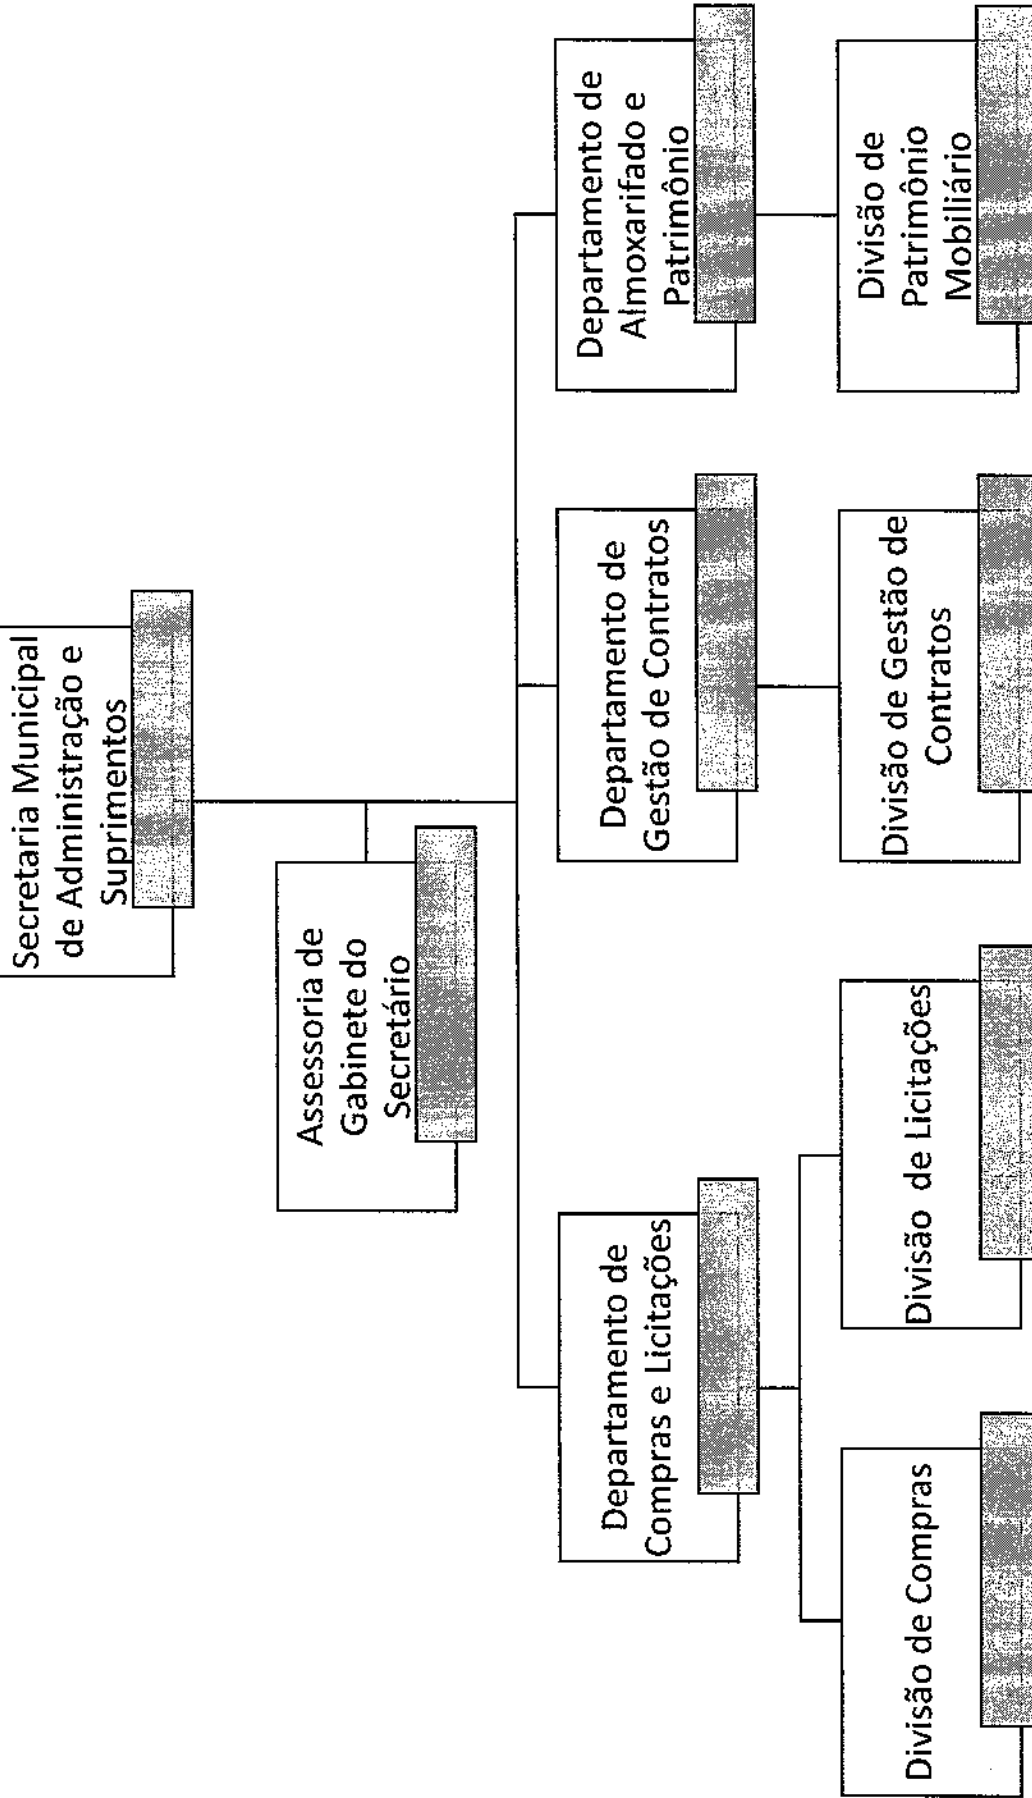 Secretaria Municipal
de Administração e
Suprimentos
Assessoria de
Gabinete do
Secretário
Departamento de
Compras e Licitações
Departamento de
Gestão de Contratos
Departamento de
Almoxarifado e
Patrimônio
Divisão de Compras
Divisão de Licitações
Divisão de Gestão de
Contratos
Divisão de
Patrimônio
Mobiliário